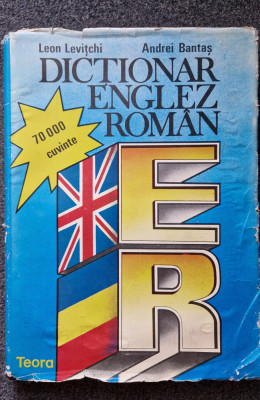 Leon Levițchi Andrei Bantaș
DICTIONAR
ENGLEZ
ROMÂN
70 000
cuvinte
E
R
Teora